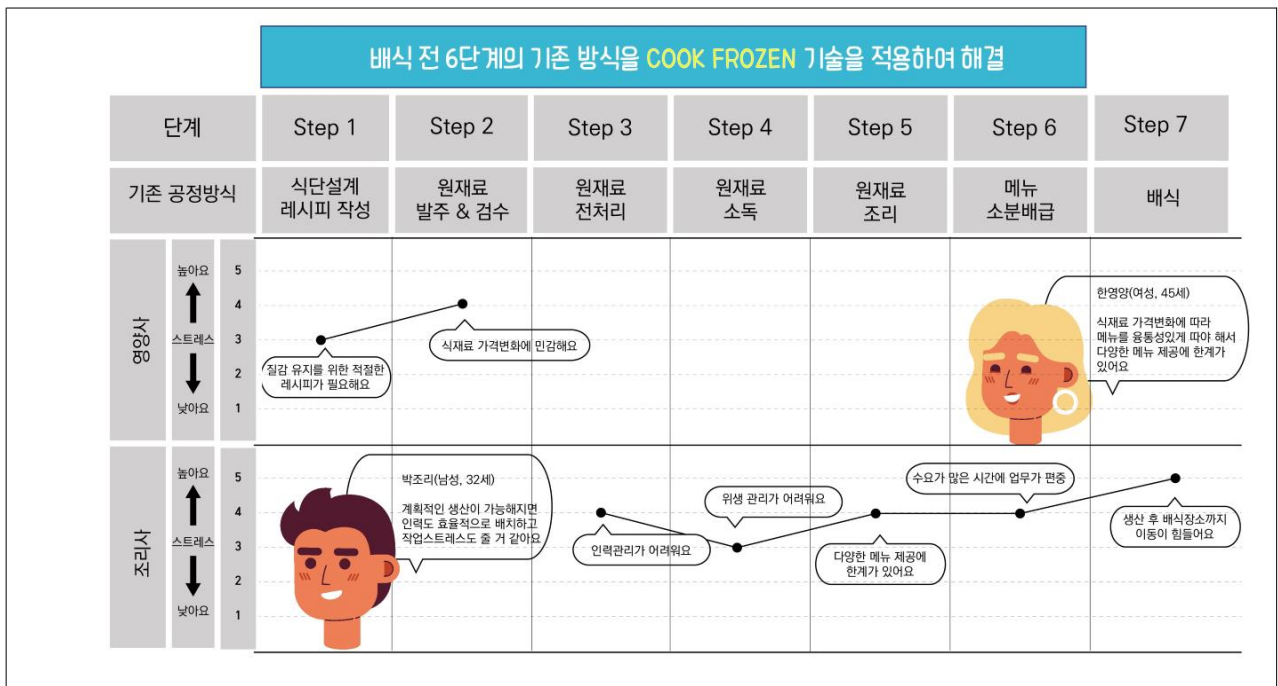 배식 전 6단계의 기존 방식을 COOK FROZEN 기술을 적용하여 해결
단계
Step 1
Step 2
Step 3
Step 4
Step 5
Step 6
Step 7
기존 공정방식
식단설계
레시피 작성
원재료
발주 & 검수
원재료
전처리
원재료
소독
원재료
조리
메뉴
소분배급
배식
영양사
높아요
스트레스
낮아요
5
4
3
2
1
질감 유지를 위한 적절한
레시피가 필요해요
식재료 가격변화에 민감해요
한영양(여성, 45세)
식재료 가격변화에 따라
메뉴를 융통성있게 따야 해서
다양한 메뉴 제공에 한계가
있어요
조리사
높아요
스트레스
낮아요
5
4
3
2
1
박조리(남성, 32세)
계획적인 생산이 가능해지면
인력도 효율적으로 배치하고
작업스트레스도 줄 거 같아요
인력관리가 어려워요
위생 관리가 어려워요
다양한 메뉴 제공에
한계가 있어요
수요가 많은 시간에 업무가 편중
생산 후 배식장소까지
이동이 힘들어요